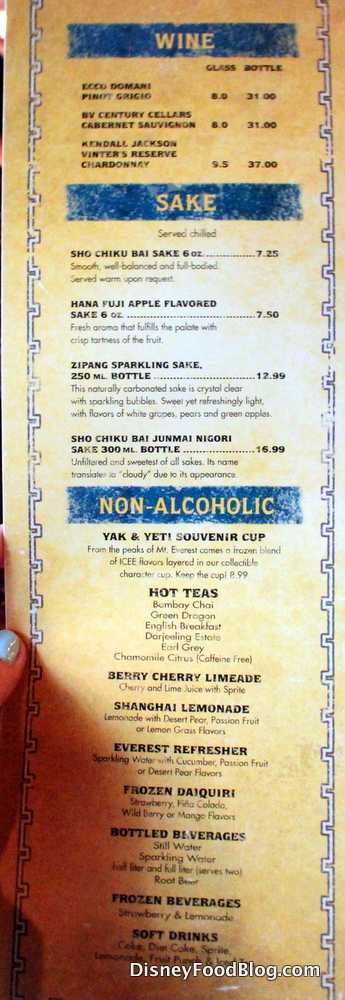 WINE
GLASS BOTTLE
ECCO DOMANI
PINOT GRIGIO 8.0 31.00
BV CENTURY CELLARS
CABERNET SAUVIGNON 8.0 31.00
KENDALL JACKSON
VINTER'S RESERVE
CHARDONNAY 9.5 37.00
SAKE
Served chilled
SHO CHIKU BAI SAKE 6 OZ. ..................7.25
Smooth, well-balanced and full-bodied.
Served warm upon request.
HANA FUJI APPLE FLAVORED
SAKE 6 OZ. ..................................7.50
Fresh aroma that fulfills the palate with
crisp tartness of the fruit.
ZIPANG SPARKLING SAKE,
250 ML. BOTTLE ...........................12.99
This naturally carbonated sake is crystal clear
with sparkling bubbles. Sweet yet refreshingly light,
with flavors of white grapes, pears and green apples.
SHO CHIKU BAI JUNMAI NIGORI
SAKE 300 ML. BOTTLE ....................16.99
Unfiltered and sweetest of all sakes. Its name
translates to "cloudy" due to its appearance.
NON-ALCOHOLIC
YAK & YETI SOUVENIR CUP
From the peaks of Mt. Everest comes a frozen blend
of ICEE flavors layered in our collectible
character cup. Keep the cup! 8.99
HOT TEAS
Bombay Chai
Green Dragon
English Breakfast
Darjeeling Estate
Earl Grey
Chamomile Citrus (Caffeine Free)
BERRY CHERRY LIMEADE
Cherry and Lime Juice with Sprite
SHANGHAI LEMONADE
Lemonade with Desert Pear, Passion Fruit
or Lemon Grass Flavors
EVEREST REFRESHER
Sparkling Water with Cucumber, Passion Fruit
or Desert Pear Flavors
FROZEN DAIQUIRI
Strawberry, Piña Colada,
Wild Berry or Mango Flavors
BOTTLED BEVERAGES
Still Water
Sparkling Water
half liter and full liter (serves two)
Root Beer
FROZEN BEVERAGES
Strawberry & Lemonade
SOFT DRINKS
Coke, Diet Coke, Sprite,
Lemonade, Fruit Punch &
DisneyFoodBlog.com